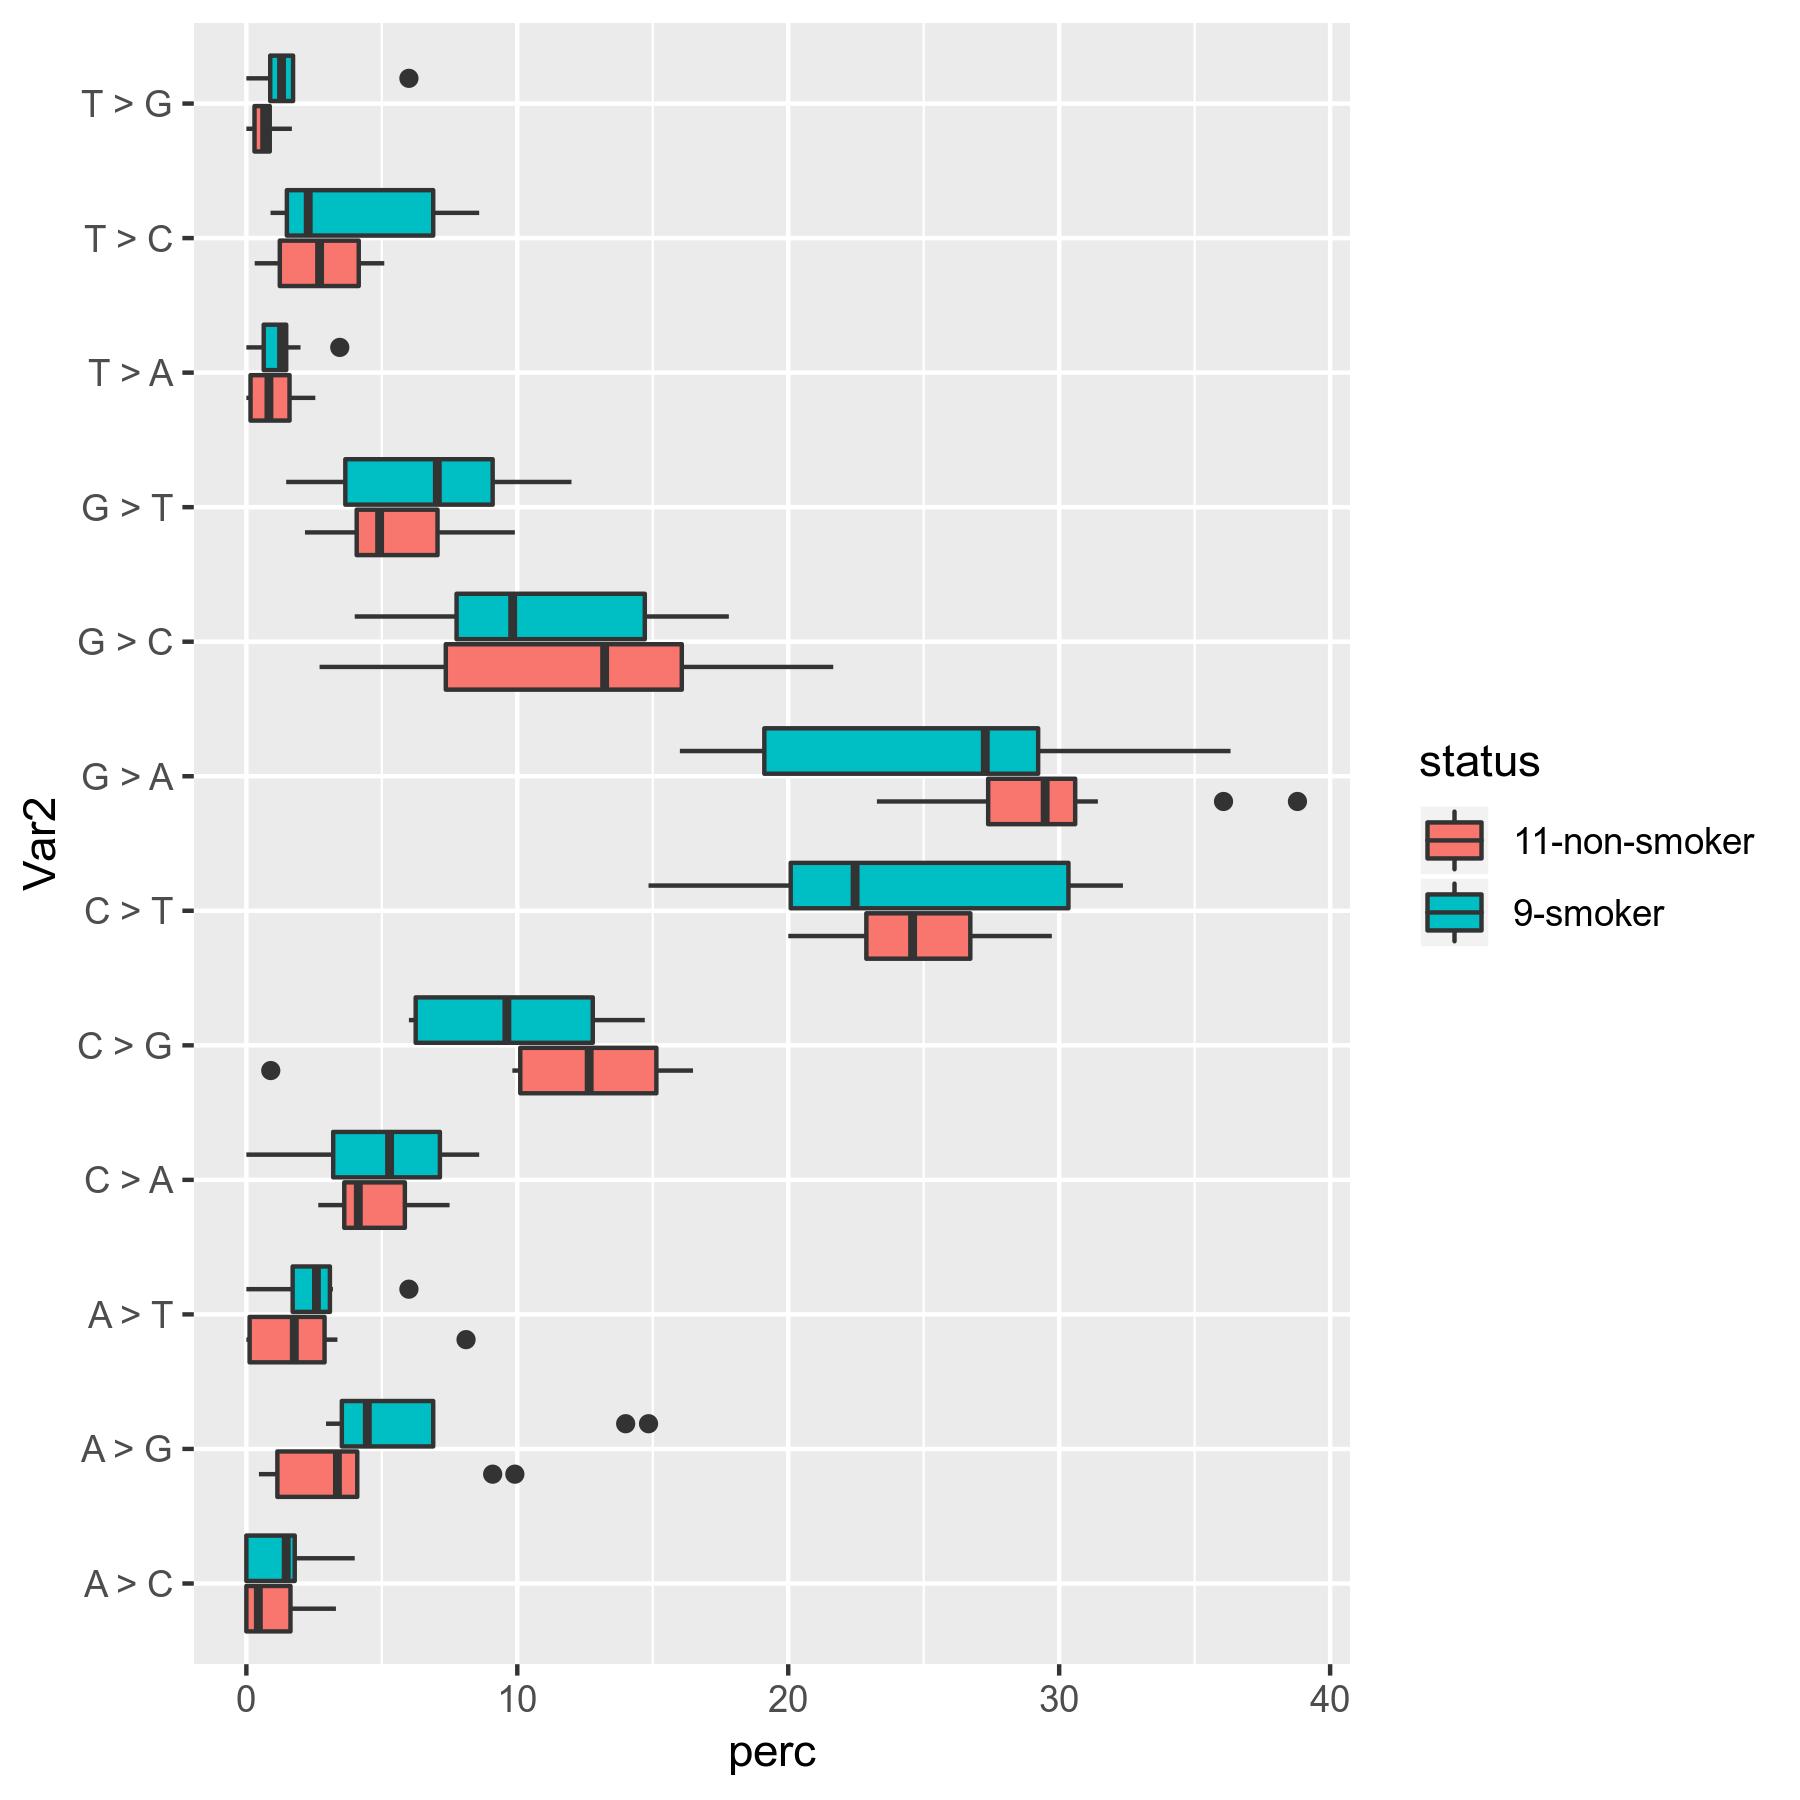 T > G
T > C
T > A
G > T
G > C
G > A
C > T
C > G
C > A
A > T
A > G
A > C
Var2
0 10 20 30 40
perc
status
11-non-smoker
9-smoker